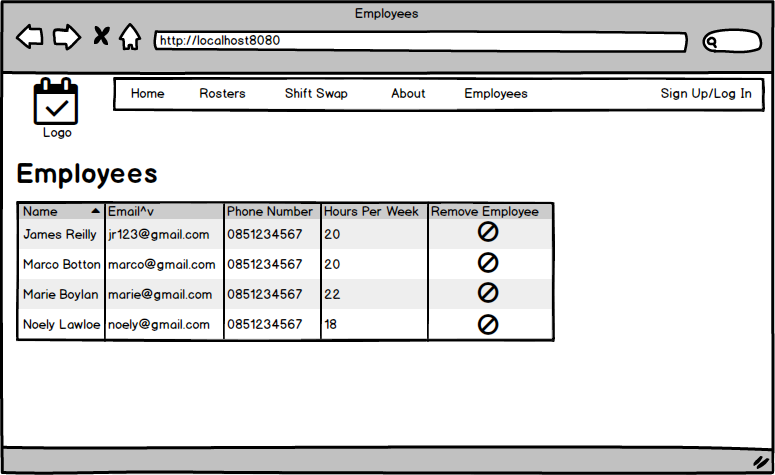 Employees
http://localhost8080
Home Rosters Shift Swap About Employees Sign Up/Log In
Logo
Employees
Name Email^v Phone Number Hours Per Week Remove Employee
James Reilly jr123@gmail.com 0851234567 20
Marco Botton marco@gmail.com 0851234567 20
Marie Boylan marie@gmail.com 0851234567 22
Noely Lawloe noely@gmail.com 0851234567 18